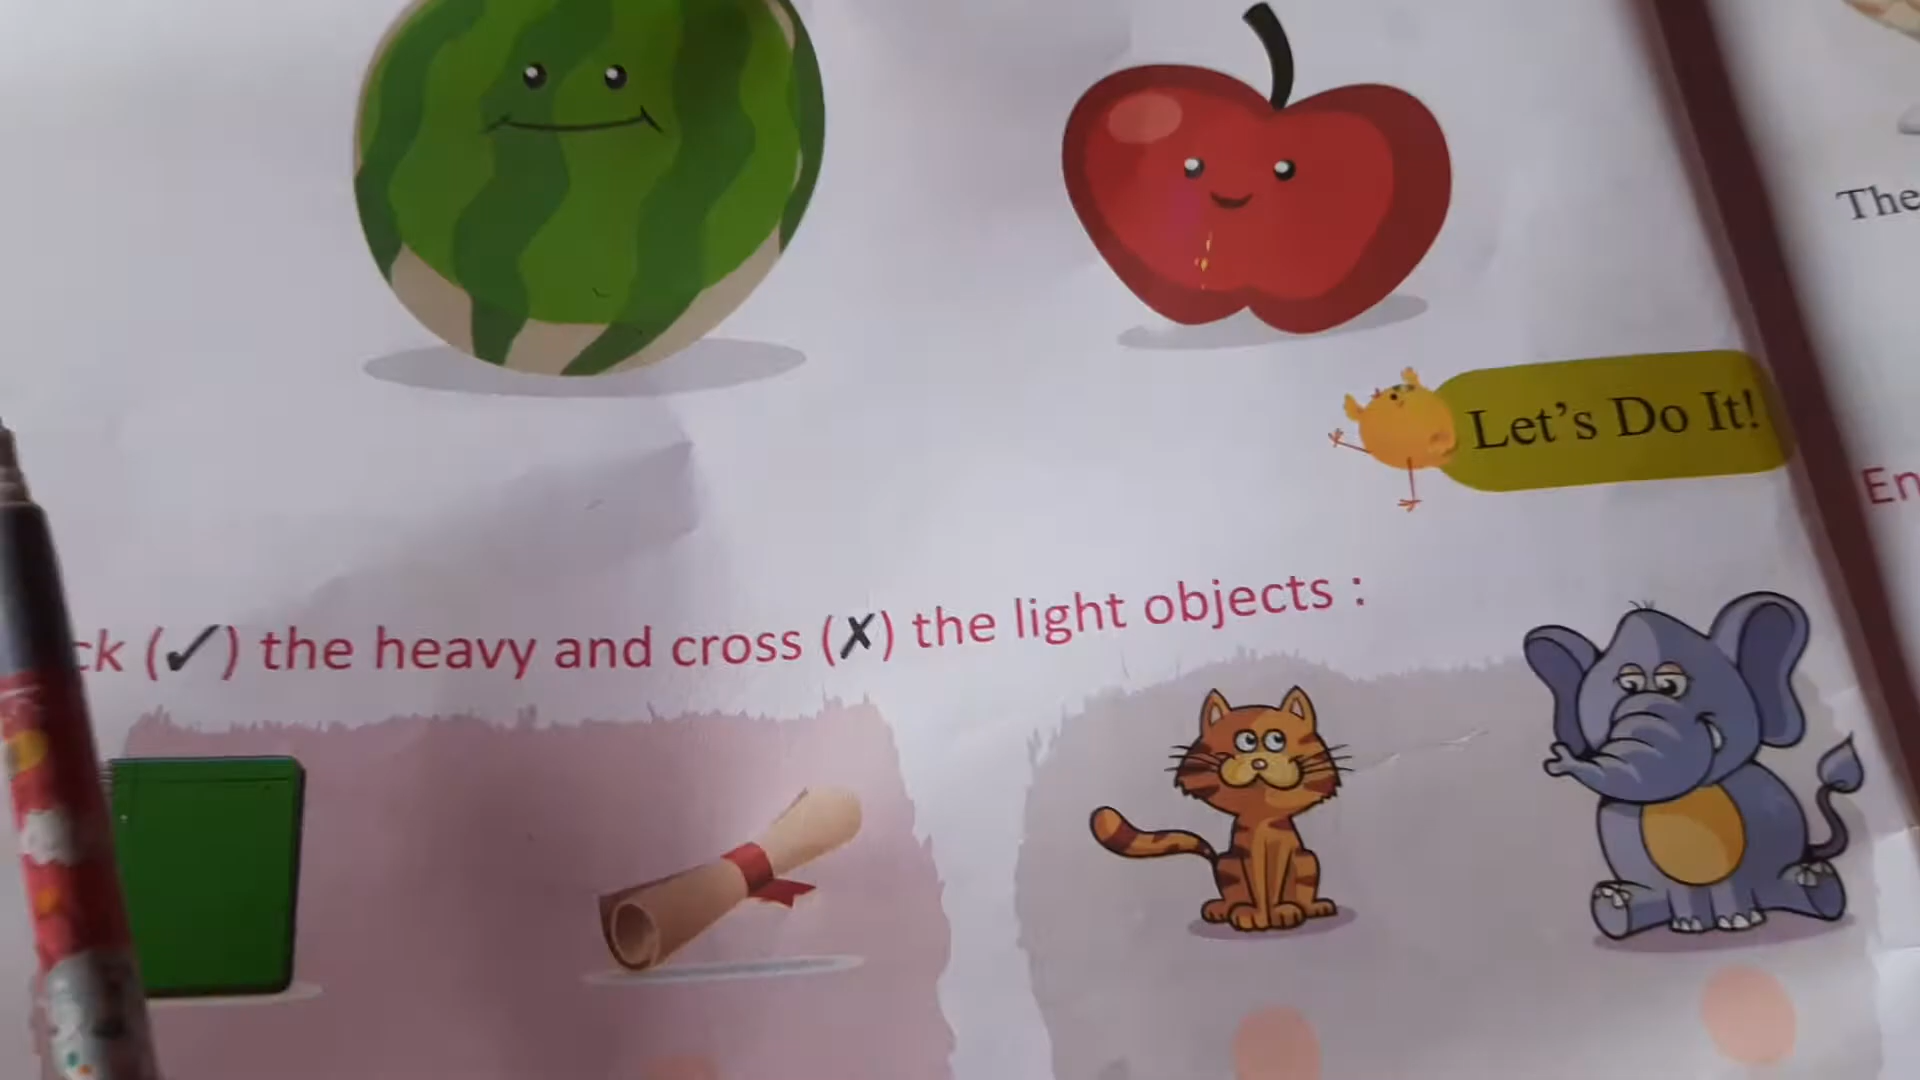 The
Let's Do It!
En
ck (✓) the heavy and cross (✗) the light objects :